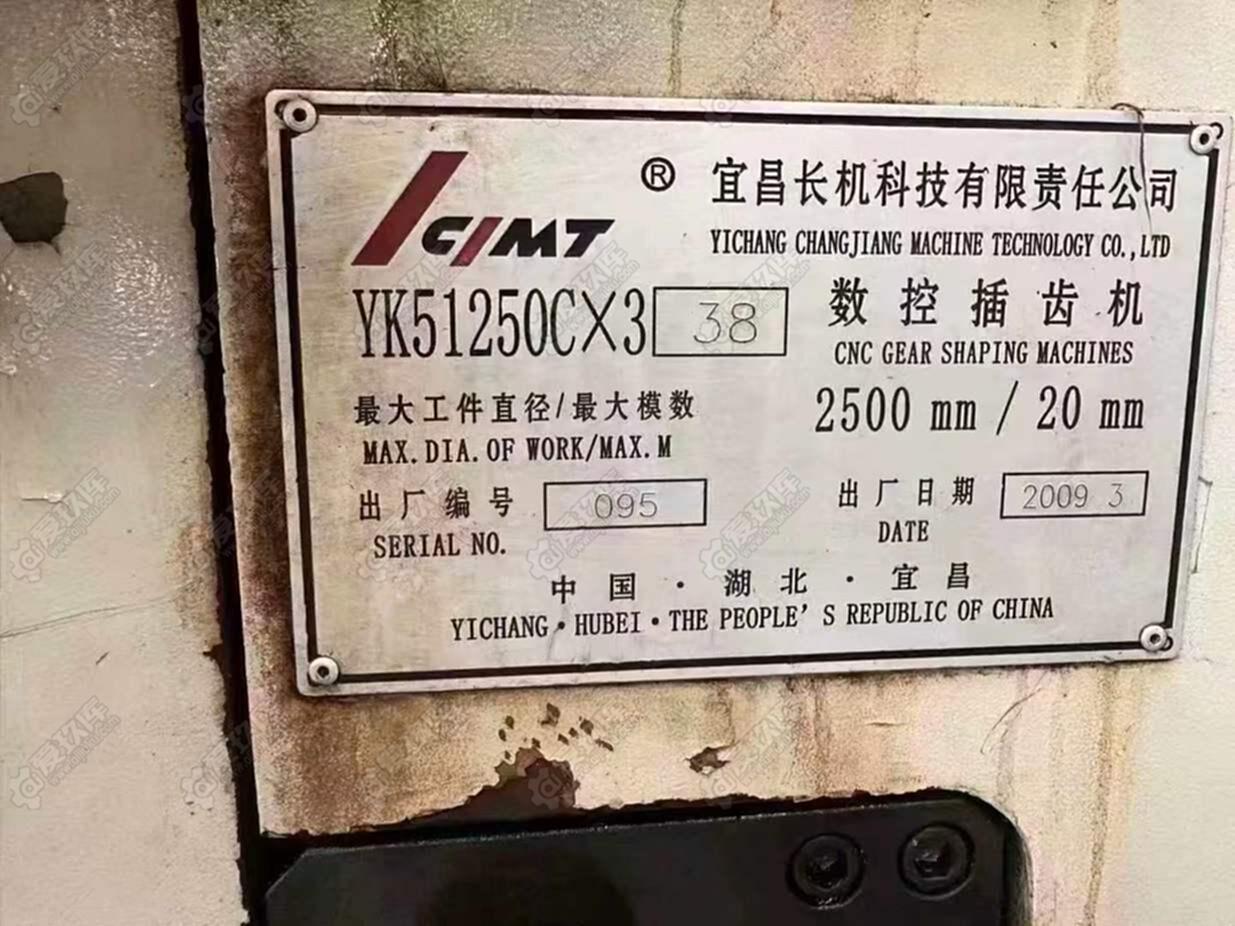 YCJMT ® 宜昌长机科技有限责任公司
YICHANG CHANGJIANG MACHINE TECHNOLOGY CO.,LTD
YK51250CX3 38 数控插齿机
CNC GEAR SHAPING MACHINES
最大工件直径/最大模数 2500 mm / 20 mm
MAX.DIA.OF WORK/MAX.M
出厂编号 095 出厂日期 2009 3
SERIAL NO. DATE
中国·湖北·宜昌
YICHANG·HUBEI·THE PEOPLE'S REPUBLIC OF CHINA